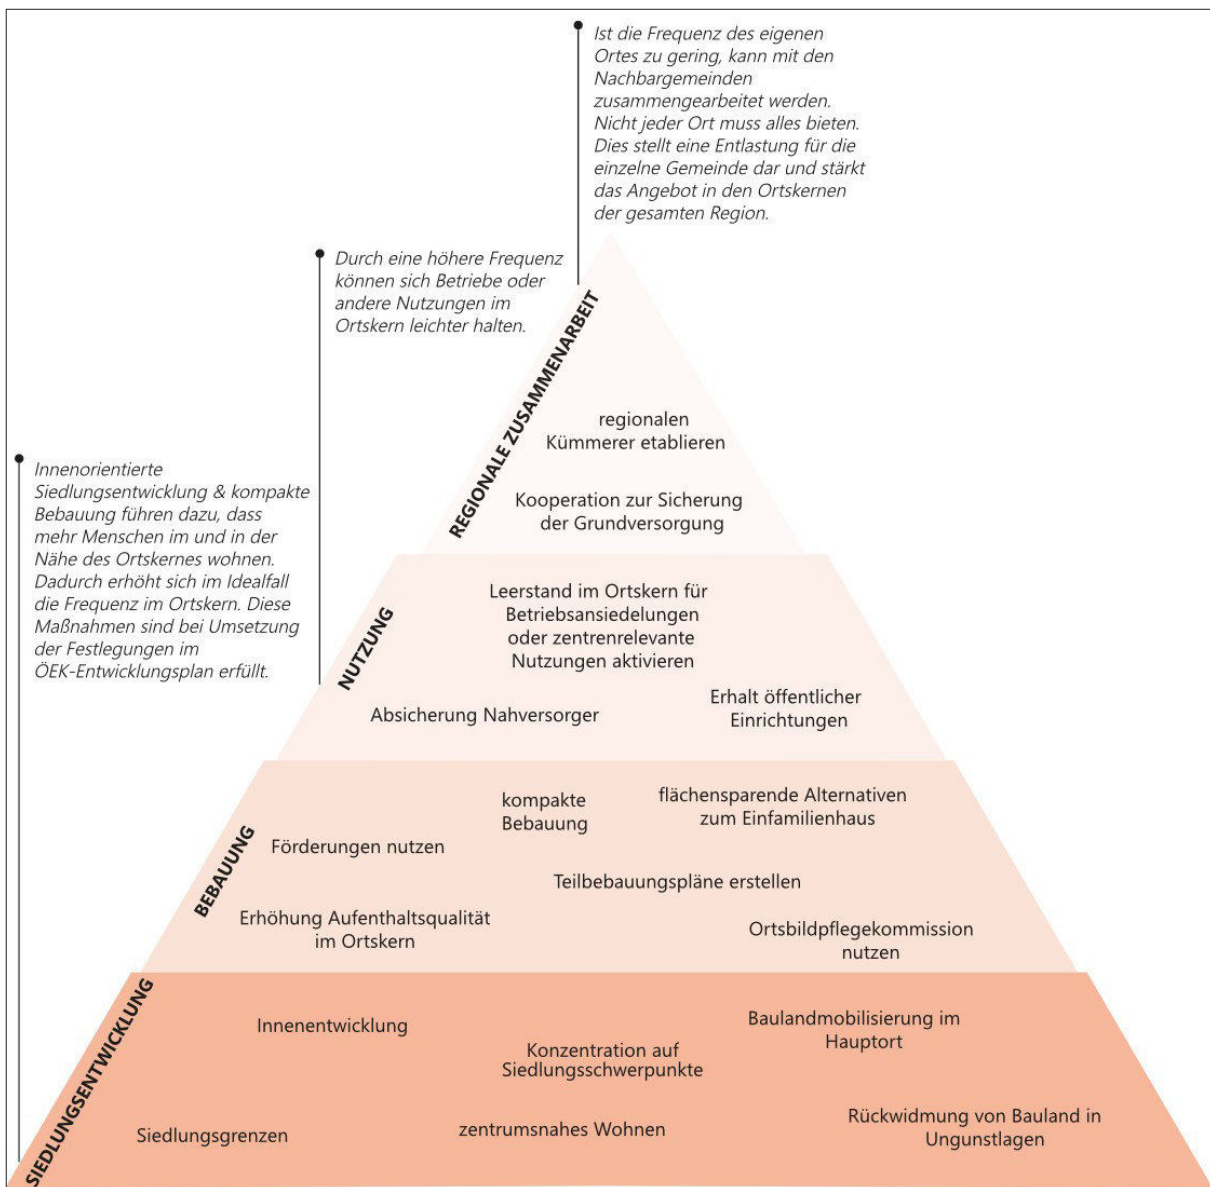 Ist die Frequenz des eigenen
Ortes zu gering, kann mit den
Nachbargemeinden
zusammengearbeitet werden.
Nicht jeder Ort muss alles bieten.
Dies stellt eine Entlastung für die
einzelne Gemeinde dar und stärkt
das Angebot in den Ortskernen
der gesamten Region.
Durch eine höhere Frequenz
können sich Betriebe oder
andere Nutzungen im
Ortskern leichter halten.
Innenorientierte
Siedlungsentwicklung & kompakte
Bebauung führen dazu, dass
mehr Menschen im und in der
Nähe des Ortskernes wohnen.
Dadurch erhöht sich im Idealfall
die Frequenz im Ortskern. Diese
Maßnahmen sind bei Umsetzung
der Festlegungen im
ÖEK-Entwicklungsplan erfüllt.
REGIONALE ZUSAMMENARBEIT
regionalen
Kümmerer etablieren
Kooperation zur Sicherung
der Grundversorgung
NUTZUNG
Leerstand im Ortskern für
Betriebsansiedelungen
oder zentrenrelevante
Nutzungen aktivieren
Absicherung Nahversorger
Erhalt öffentlicher
Einrichtungen
BEBAUUNG
kompakte
Bebauung
flächensparende Alternativen
zum Einfamilienhaus
Förderungen nutzen
Teilbebauungspläne erstellen
Erhöhung Aufenthaltsqualität
im Ortskern
Ortsbildpflegekommission
nutzen
SIEDLUNGSENTWICKLUNG
Innenentwicklung
Baulandmobilisierung im
Hauptort
Konzentration auf
Siedlungsschwerpunkte
Siedlungsgrenzen
zentrumsnahes Wohnen
Rückwidmung von Bauland in
Ungunstlagen